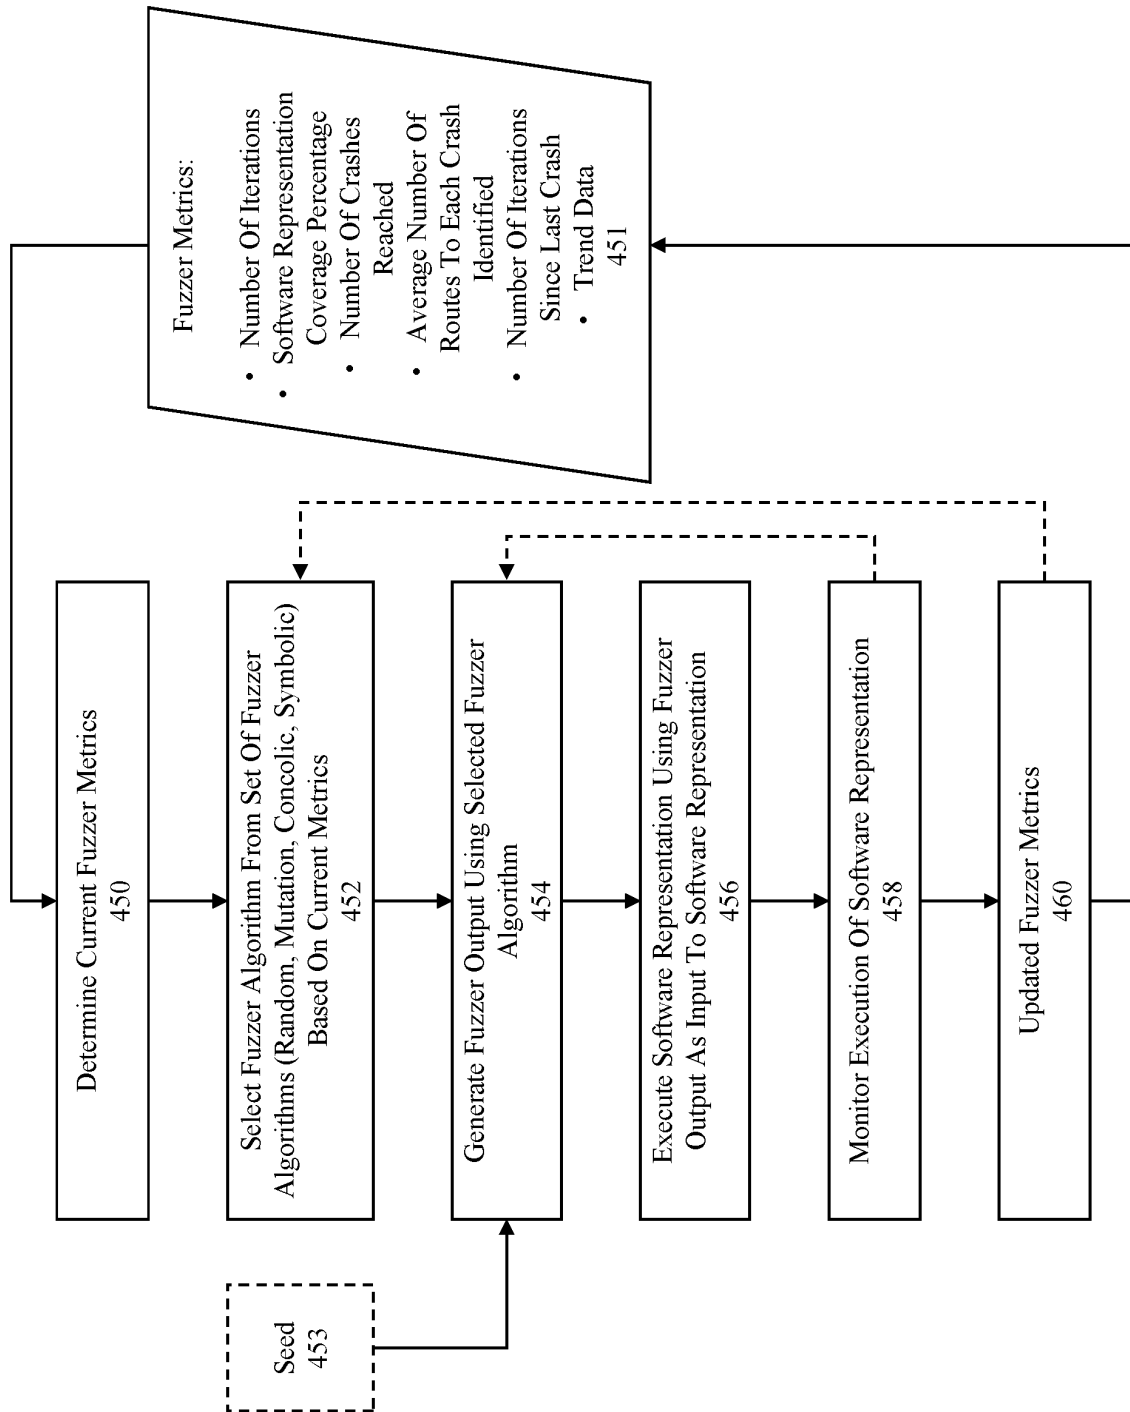 Determine Current Fuzzer Metrics
450
Select Fuzzer Algorithm From Set Of Fuzzer
Algorithms (Random, Mutation, Concolic, Symbolic)
Based On Current Metrics
452
Seed
453
Generate Fuzzer Output Using Selected Fuzzer
Algorithm
454
Execute Software Representation Using Fuzzer
Output As Input To Software Representation
456
Monitor Execution Of Software Representation
458
Updated Fuzzer Metrics
460
Fuzzer Metrics:
• Number Of Iterations
• Software Representation
Coverage Percentage
• Number Of Crashes
Reached
• Average Number Of
Routes To Each Crash
Identified
• Number Of Iterations
Since Last Crash
• Trend Data
451